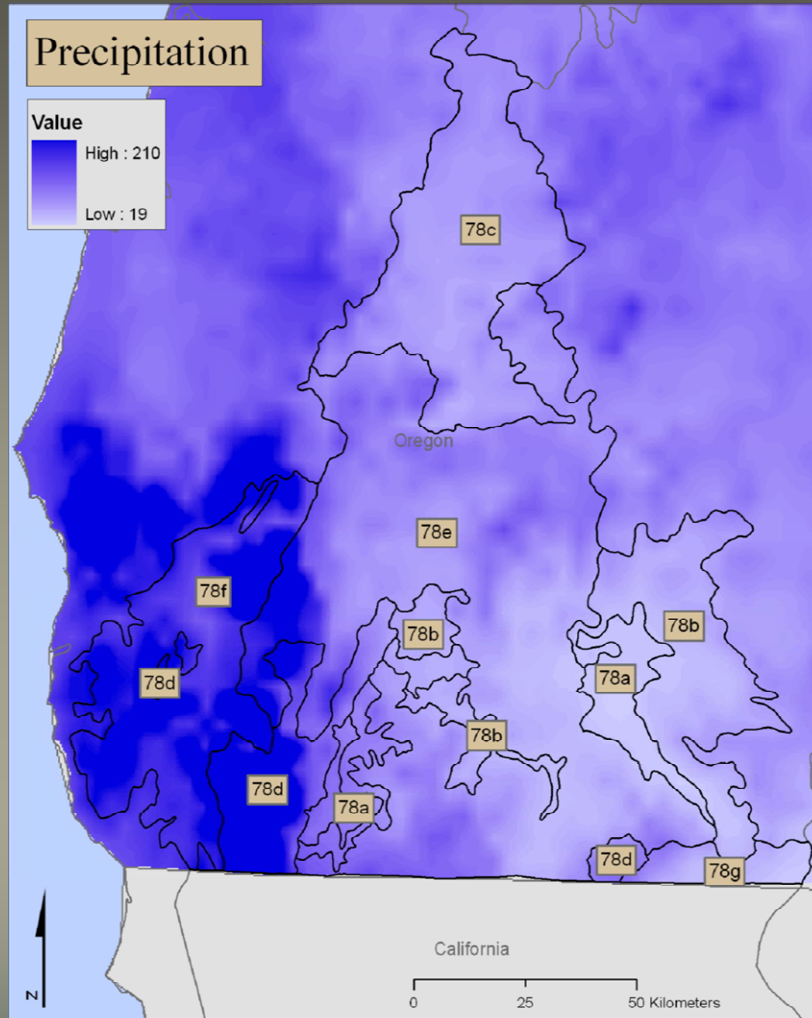 Precipitation
Value
High : 210
Low : 19
78c
Oregon
78e
78f
78b
78b
78d
78a
78b
78d
78a
78d
78g
California
N
0 25 50 Kilometers